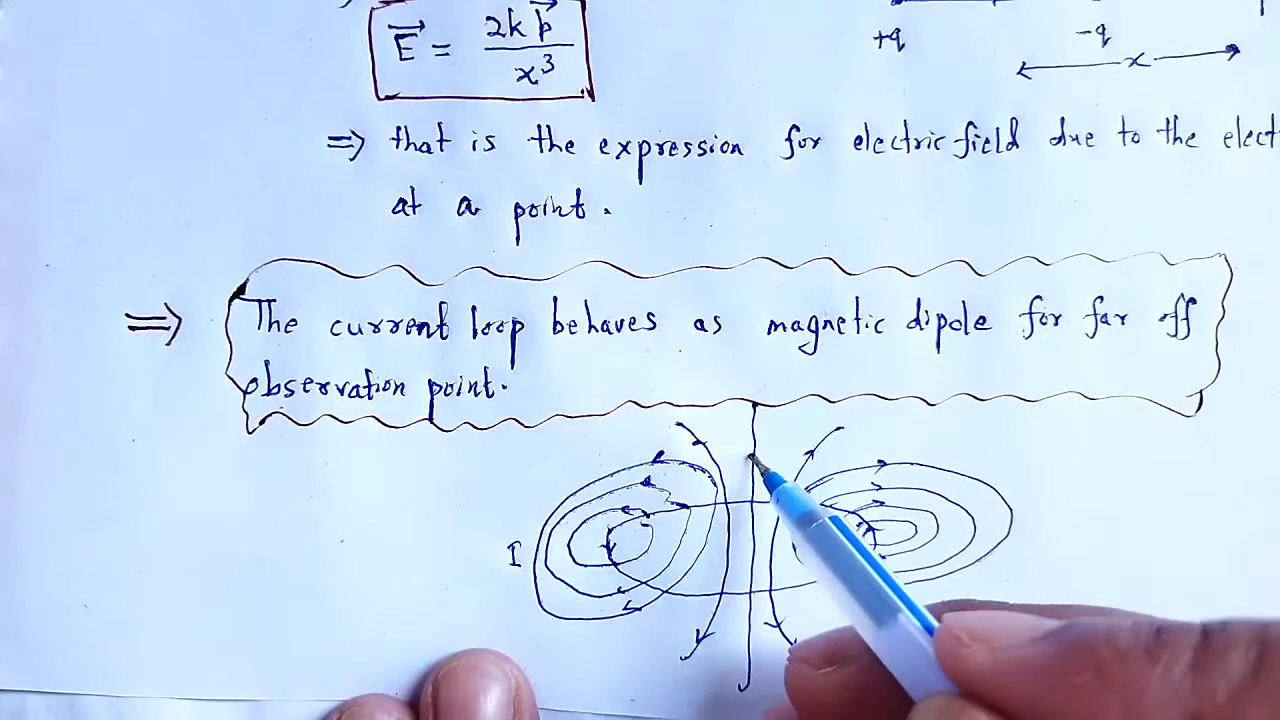 +q -q
E⃗ = 2kp⃗ / x³
x
⇒ that is the expression for electric field due to the elect
at a point.
⇒ The current loop behaves as magnetic dipole for far off
observation point.
I